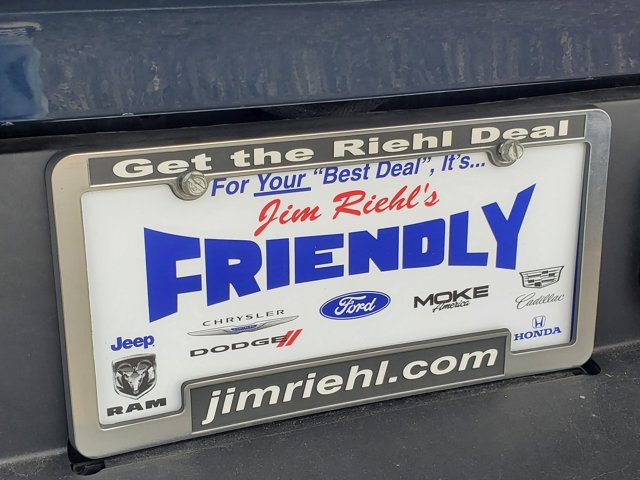 Get the Riehl Deal
For Your "Best Deal", It's...
Jim Riehl's
FRIENDLY
Jeep
RAM
CHRYSLER
DODGE
Ford
MOKE
America
Cadillac
HONDA
jimriehl.com